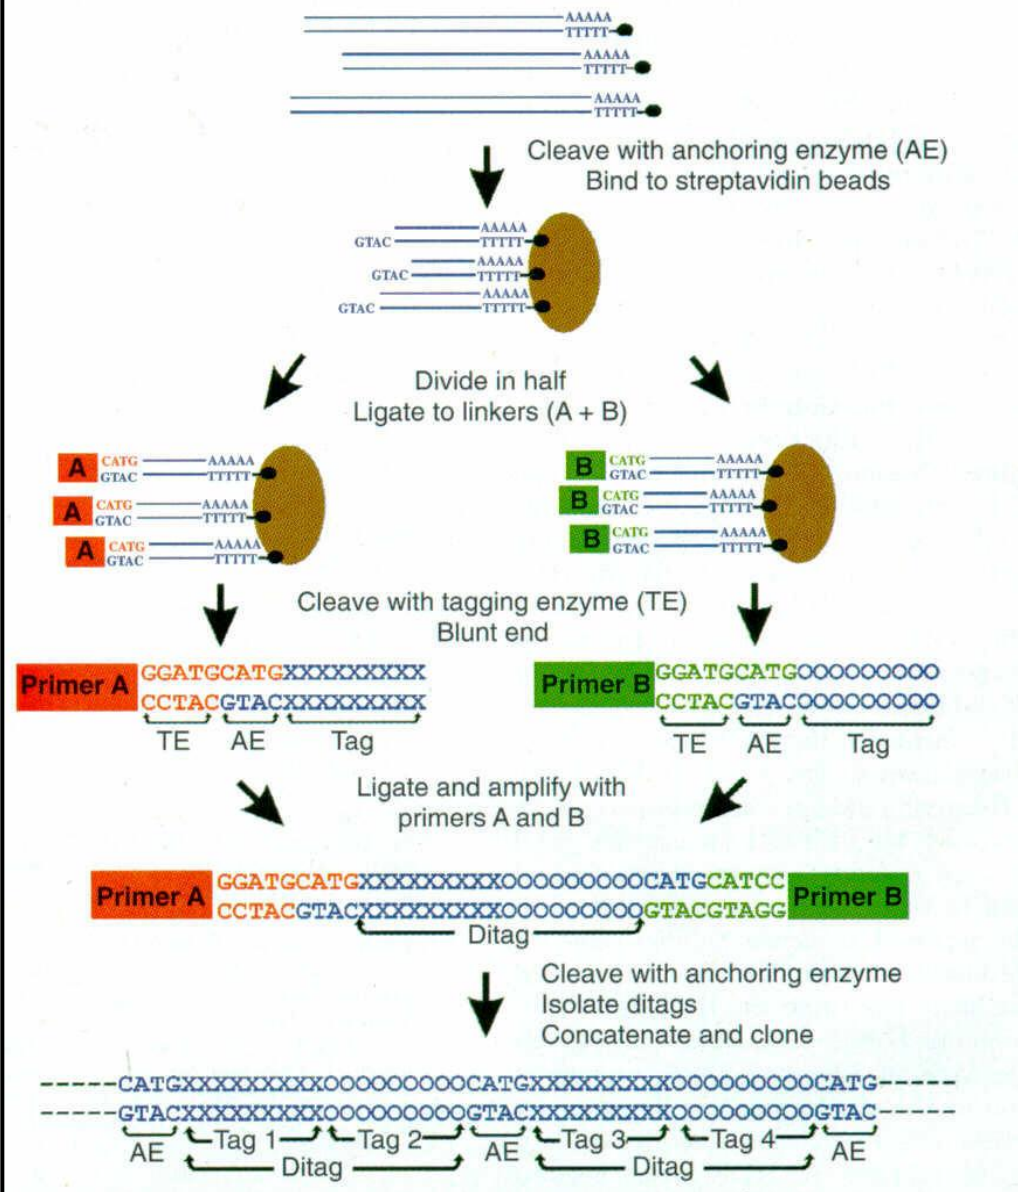 AAAAA
TTTTT
AAAAA
TTTTT
AAAAA
TTTTT
Cleave with anchoring enzyme (AE)
Bind to streptavidin beads
AAAAA
GTAC TTTTT
AAAAA
GTAC TTTTT
AAAAA
GTAC TTTTT
Divide in half
Ligate to linkers (A + B)
A CATG AAAAA
GTAC TTTTT
A CATG AAAAA
GTAC TTTTT
A CATG AAAAA
GTAC TTTTT
B CATG AAAAA
GTAC TTTTT
B CATG AAAAA
GTAC TTTTT
B CATG AAAAA
GTAC TTTTT
Cleave with tagging enzyme (TE)
Blunt end
Primer A
GGATGCATGXXXXXXXXX
CCTACGTACXXXXXXXXX
TE AE Tag
Primer B
GGATGCATGOOOOOOOOO
CCTACGTACOOOOOOOOO
TE AE Tag
Ligate and amplify with
primers A and B
Primer A
GGATGCATGXXXXXXXXXOOOOOOOOOCATGCATCC
CCTACGTACXXXXXXXXXOOOOOOOOOGTACGTAGG
Primer B
Ditag
Cleave with anchoring enzyme
Isolate ditags
Concatenate and clone
CATGXXXXXXXXXOOOOOOOOOCATGXXXXXXXXXOOOOOOOOOCATG
GTACXXXXXXXXXOOOOOOOOOGTACXXXXXXXXXOOOOOOOOOGTAC
AE Tag 1 Tag 2 AE Tag 3 Tag 4 AE
Ditag Ditag